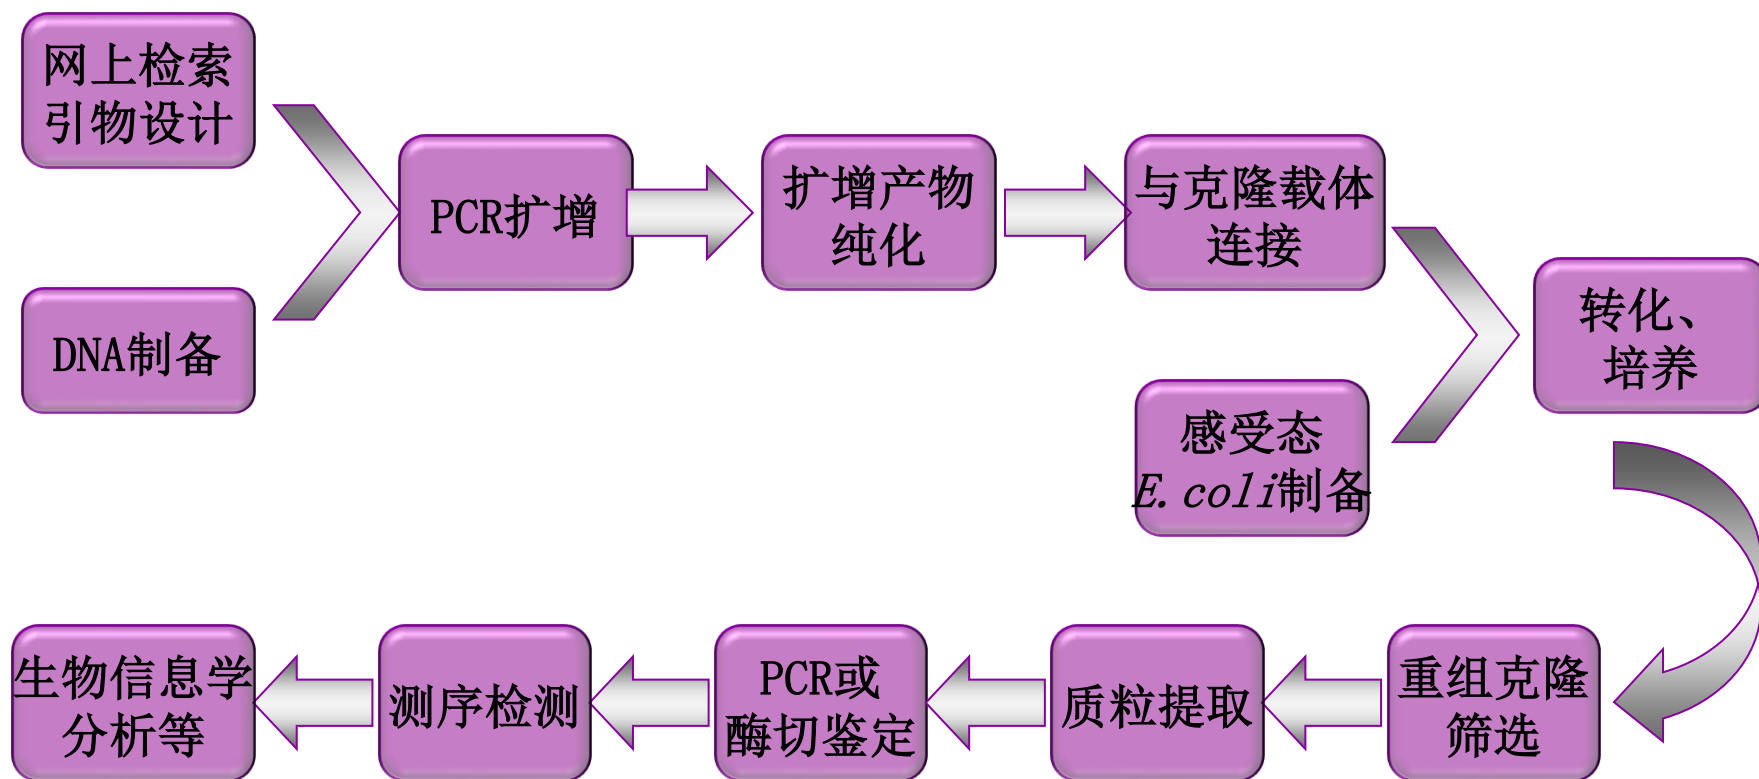 网上检索
引物设计
DNA制备
PCR扩增
扩增产物
纯化
与克隆载体
连接
感受态
E. coli制备
转化、
培养
重组克隆
筛选
质粒提取
PCR或
酶切鉴定
测序检测
生物信息学
分析等